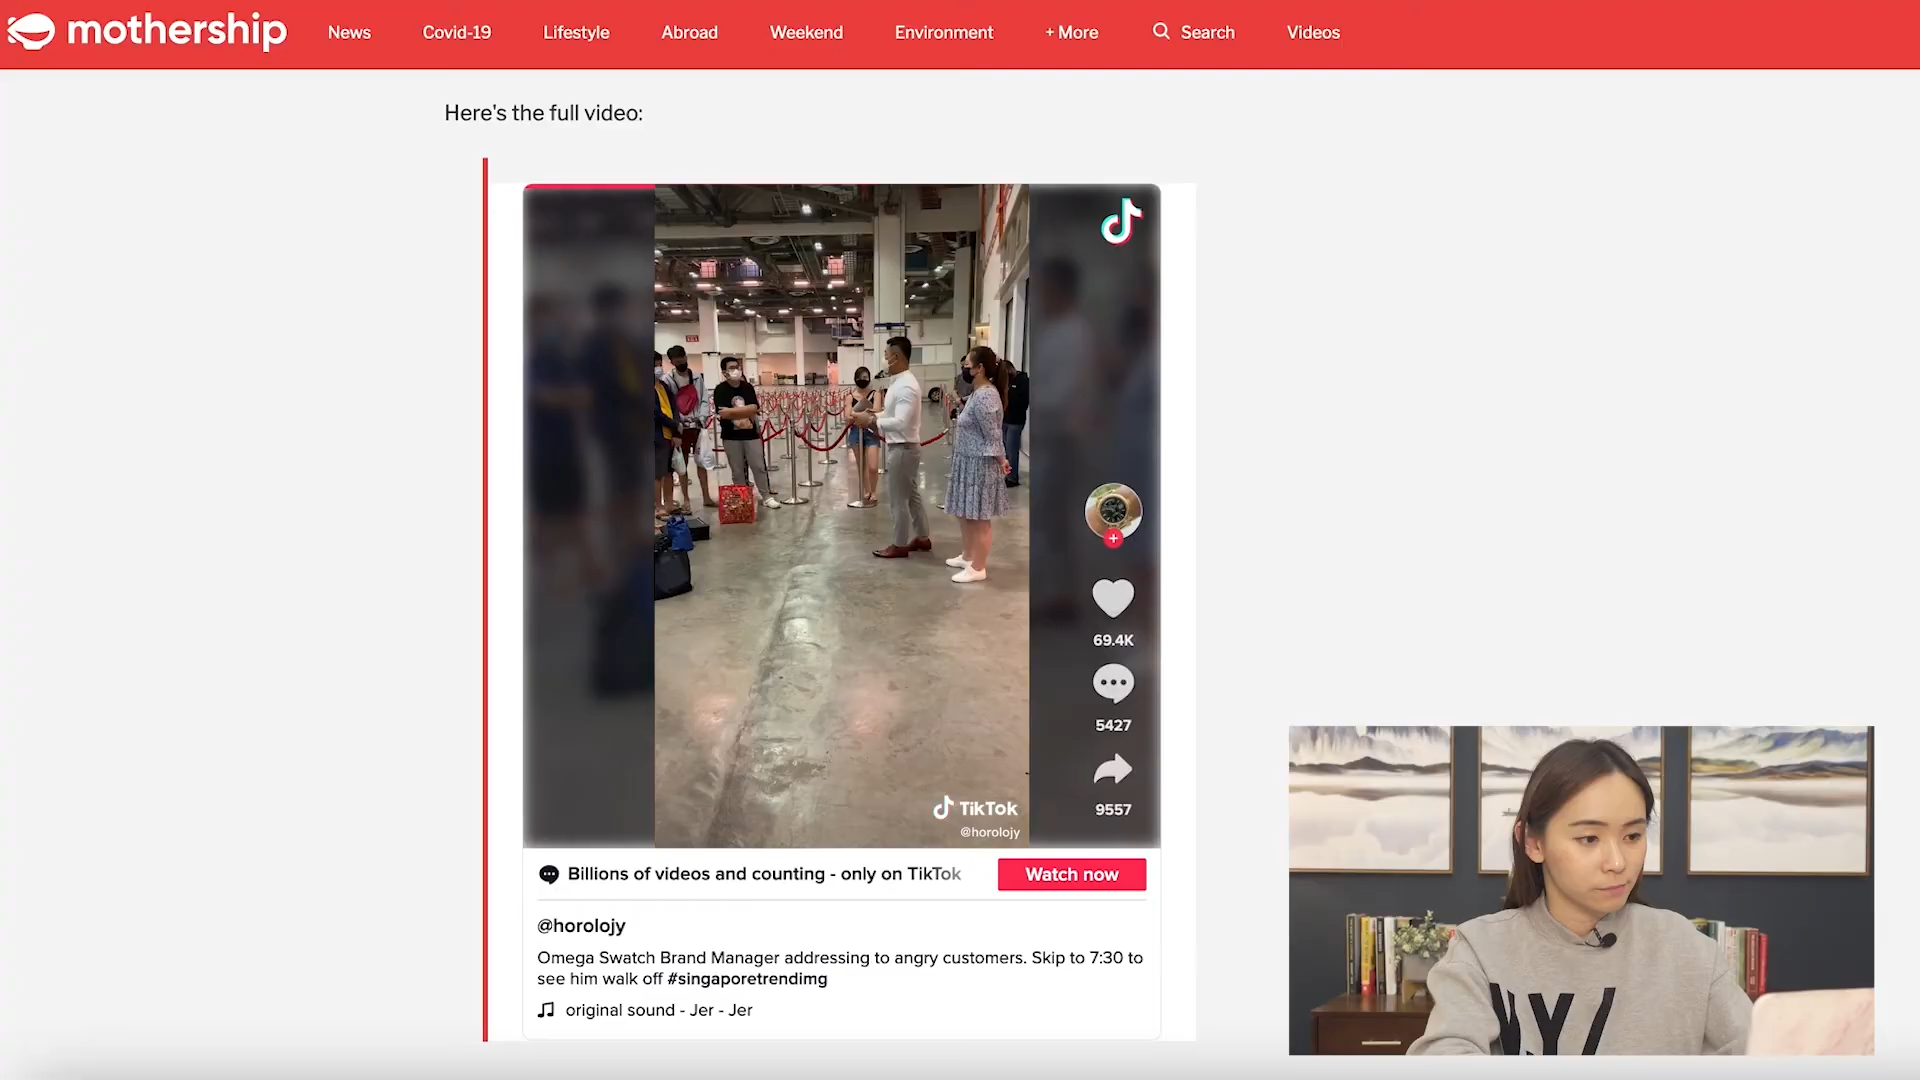 mothership
News
Covid-19
Lifestyle
Abroad
Weekend
Environment
+ More
Search
Videos
Here's the full video:
69.4K
5427
9557
TikTok
@horolojy
Billions of videos and counting - only on TikTok
Watch now
@horolojy
Omega Swatch Brand Manager addressing to angry customers. Skip to 7:30 to
see him walk off #singaporetrendimg
original sound - Jer - Jer
NY/